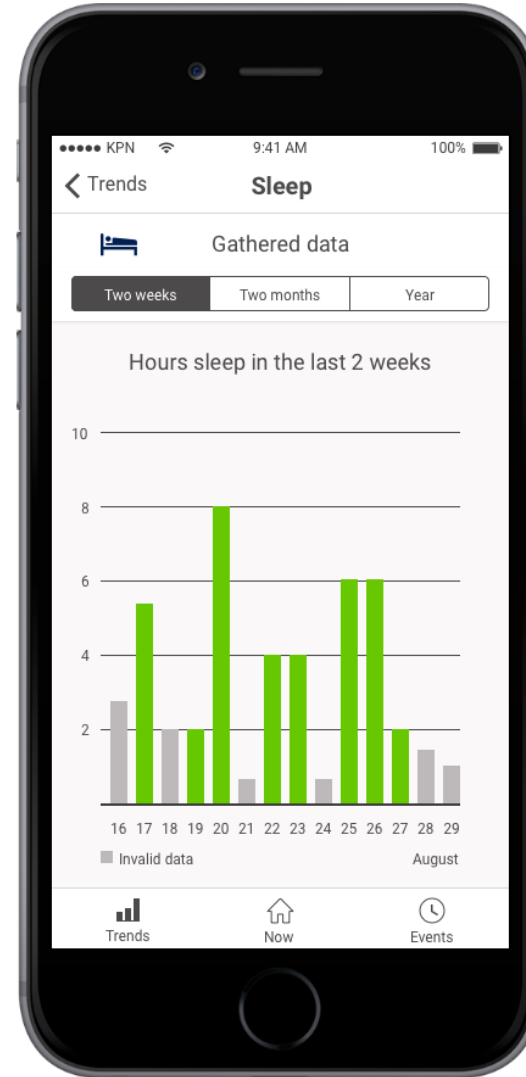 KPN 9:41 AM 100%
Trends Sleep
Gathered data
Two weeks Two months Year
Hours sleep in the last 2 weeks
10
8
6
4
2
16 17 18 19 20 21 22 23 24 25 26 27 28 29
Invalid data August
Trends Now Events